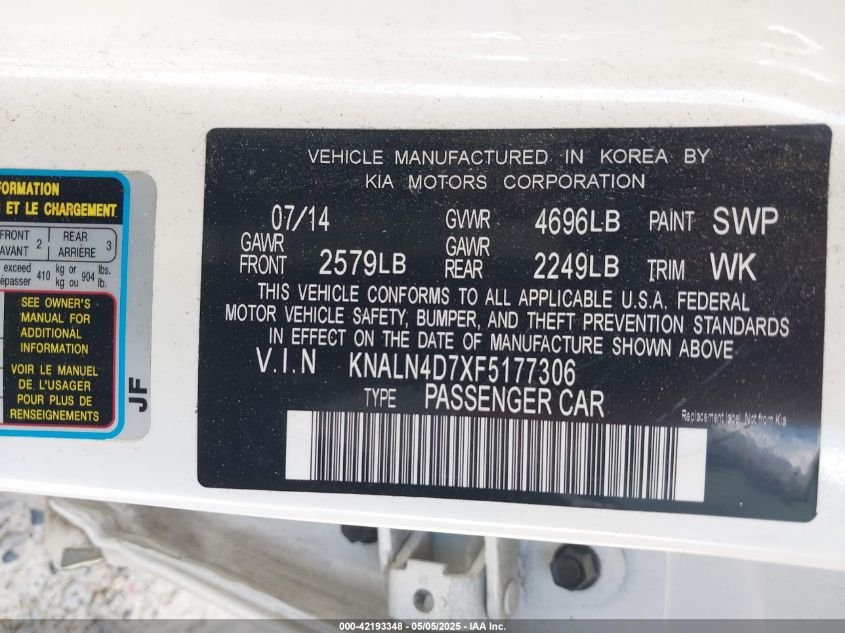 FORMATION
ET LE CHARGEMENT
FRONT
AVANT 2
REAR
ARRIÈRE 3
exceed
410 kg or 904 lbs.
kg ou lb.
SEE OWNER'S
MANUAL FOR
ADDITIONAL
INFORMATION
VOIR LE MANUEL
DE L'USAGER
POUR PLUS DE
RENSEIGNEMENTS
JF
VEHICLE MANUFACTURED IN KOREA BY
KIA MOTORS CORPORATION
07/14 GVWR 4696LB PAINT SWP
GAWR FRONT 2579LB GAWR REAR 2249LB TRIM WK
THIS VEHICLE CONFORMS TO ALL APPLICABLE U.S.A. FEDERAL
MOTOR VEHICLE SAFETY, BUMPER, AND THEFT PREVENTION STANDARDS
IN EFFECT ON THE DATE OF MANUFACTURE SHOWN ABOVE
V.I.N KNALN4D7XF5177306
TYPE PASSENGER CAR
Replacement label. Not from Kia
000-42193348 - 05/05/2025 - IAA Inc.